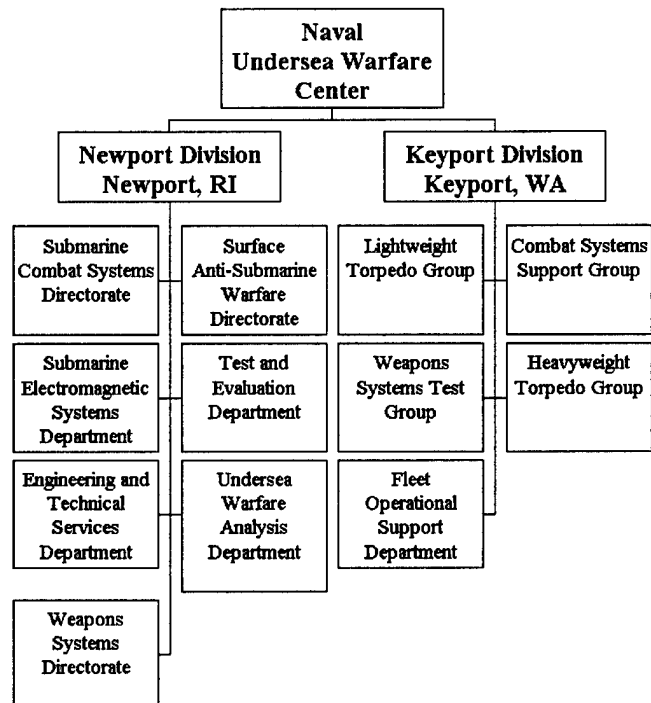 Naval
Undersea Warfare
Center
Newport Division
Newport, RI
Keyport Division
Keyport, WA
Submarine
Combat Systems
Directorate
Surface
Anti-Submarine
Warfare
Directorate
Lightweight
Torpedo Group
Combat Systems
Support Group
Submarine
Electromagnetic
Systems
Department
Test and
Evaluation
Department
Weapons
Systems Test
Group
Heavyweight
Torpedo Group
Engineering and
Technical
Services
Department
Undersea
Warfare
Analysis
Department
Fleet
Operational
Support
Department
Weapons
Systems
Directorate